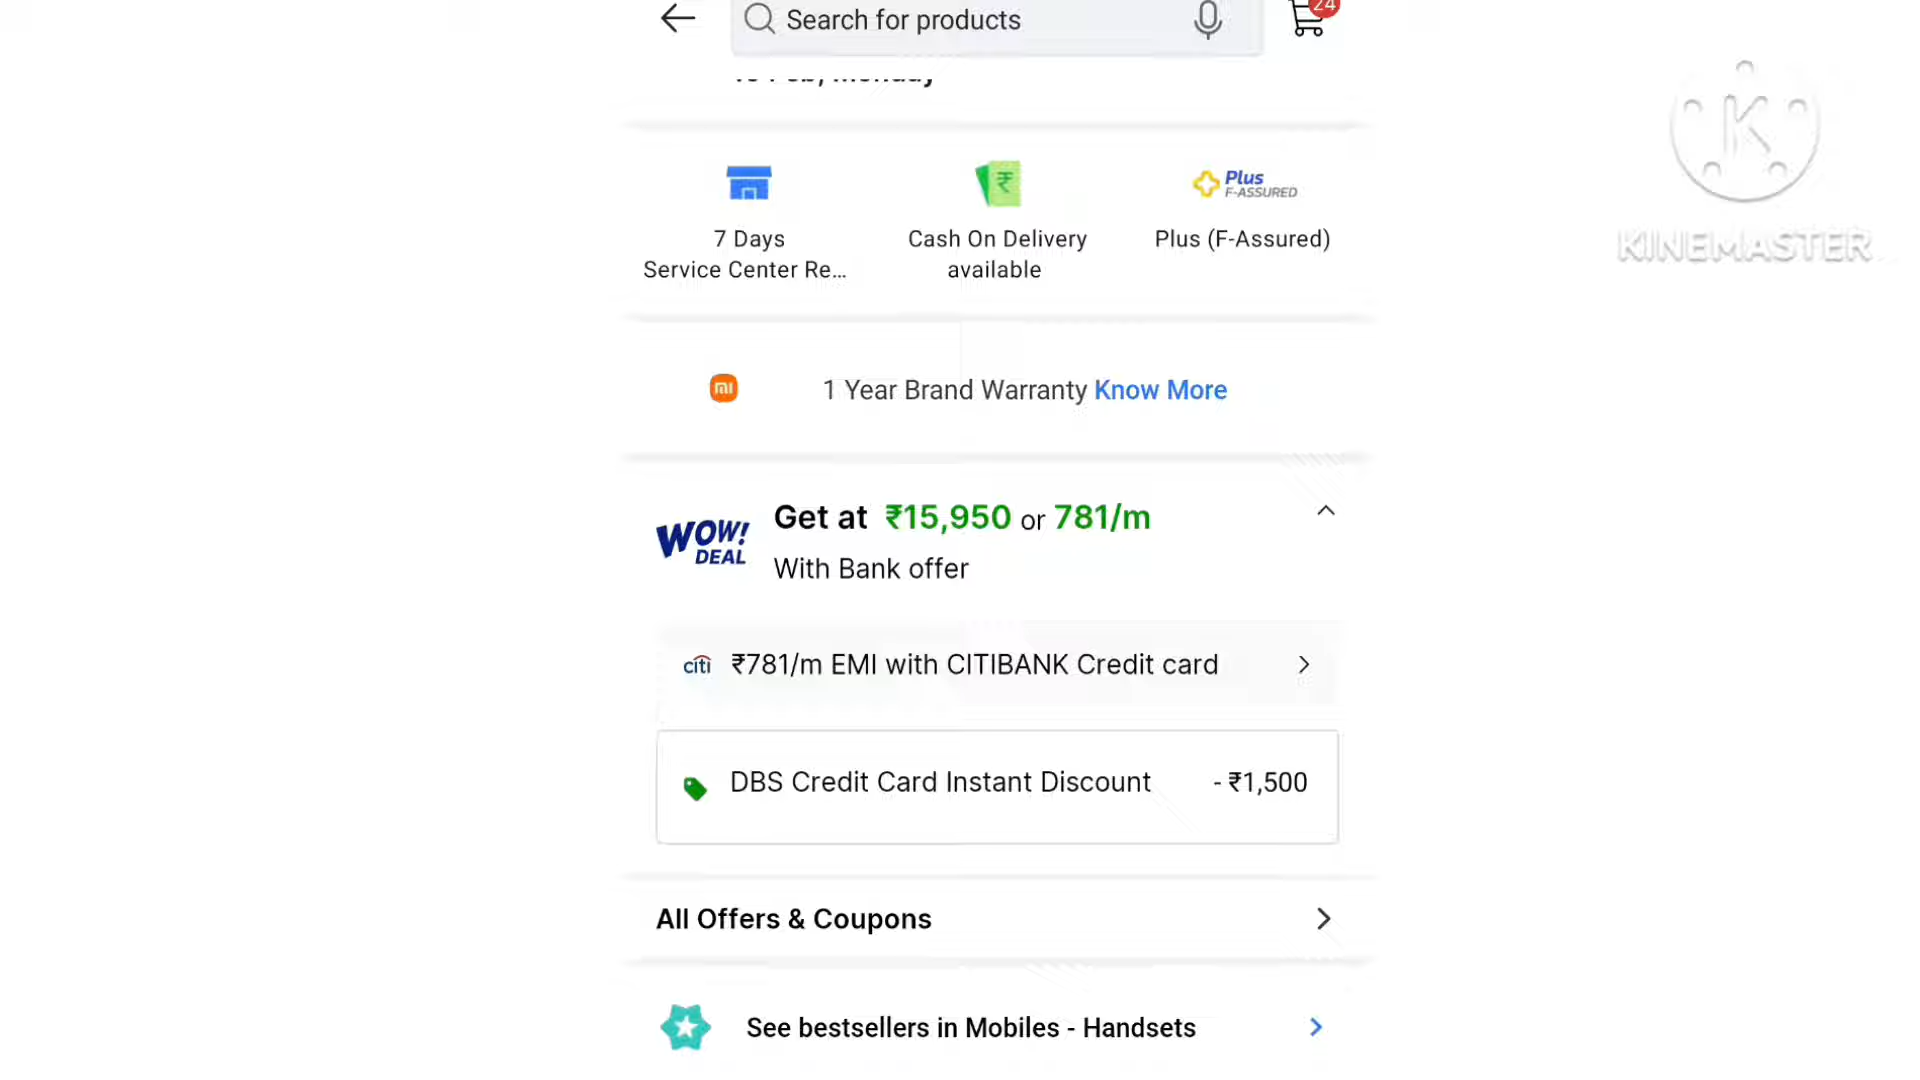 Search for products
24
Feb, Monday
Plus
F-ASSURED
7 Days
Service Center Re...
Cash On Delivery
available
Plus (F-Assured)
mi
1 Year Brand Warranty Know More
WOW!
DEAL
Get at ₹15,950 or 781/m
With Bank offer
citi ₹781/m EMI with CITIBANK Credit card
DBS Credit Card Instant Discount - ₹1,500
All Offers & Coupons
See bestsellers in Mobiles - Handsets
K
KINEMASTER